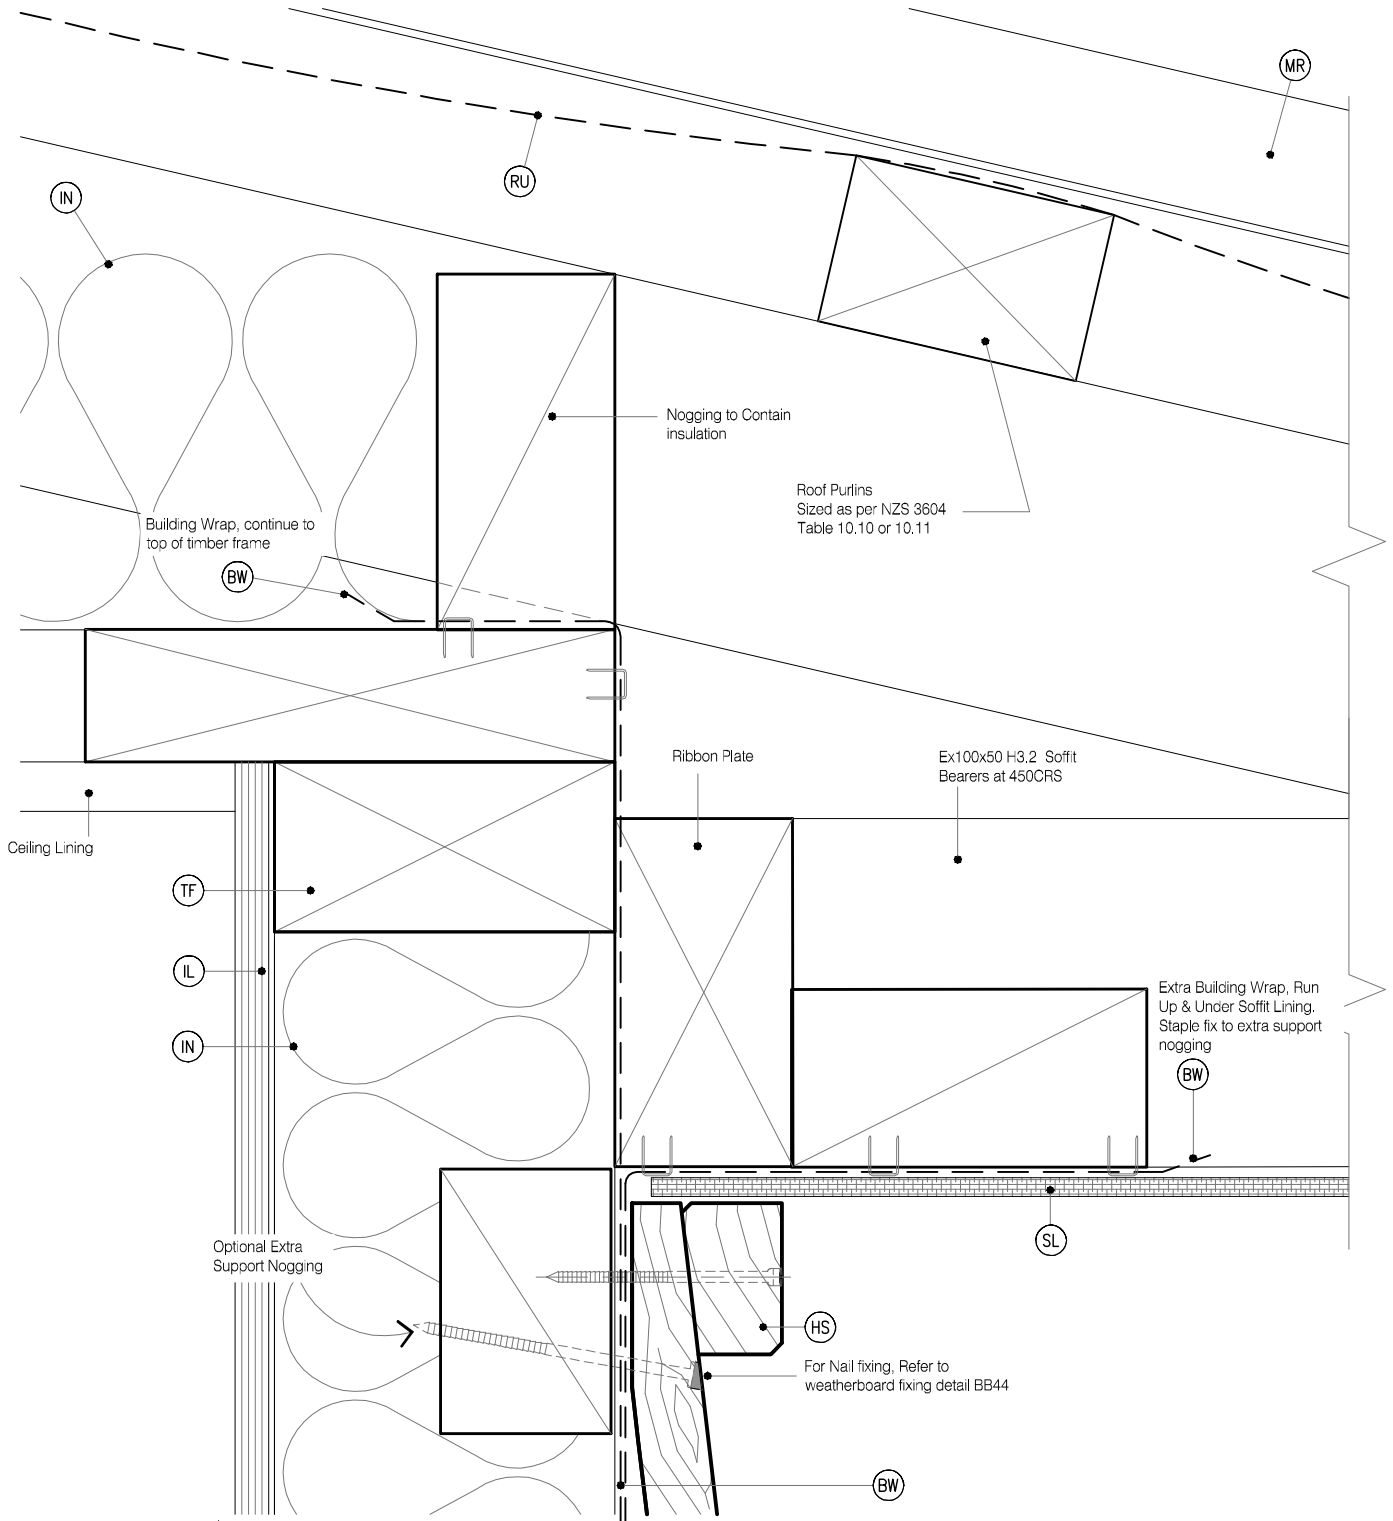 MR
RU
IN
Nogging to Contain
insulation
Roof Purlins
Sized as per NZS 3604
Table 10.10 or 10.11
Building Wrap, continue to
top of timber frame
BW
Ribbon Plate
Ex100x50 H3.2 Soffit
Bearers at 450CRS
Ceiling Lining
TF
IL
IN
Extra Building Wrap, Run
Up & Under Soffit Lining.
Staple fix to extra support
nogging
BW
SL
Optional Extra
Support Nogging
HS
For Nail fixing, Refer to
weatherboard fixing detail BB44
BW